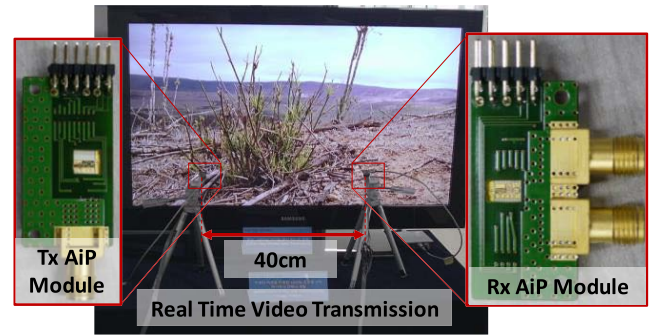 SAMSUNG
40cm
Tx AiP
Module
Rx AiP Module
Real Time Video Transmission